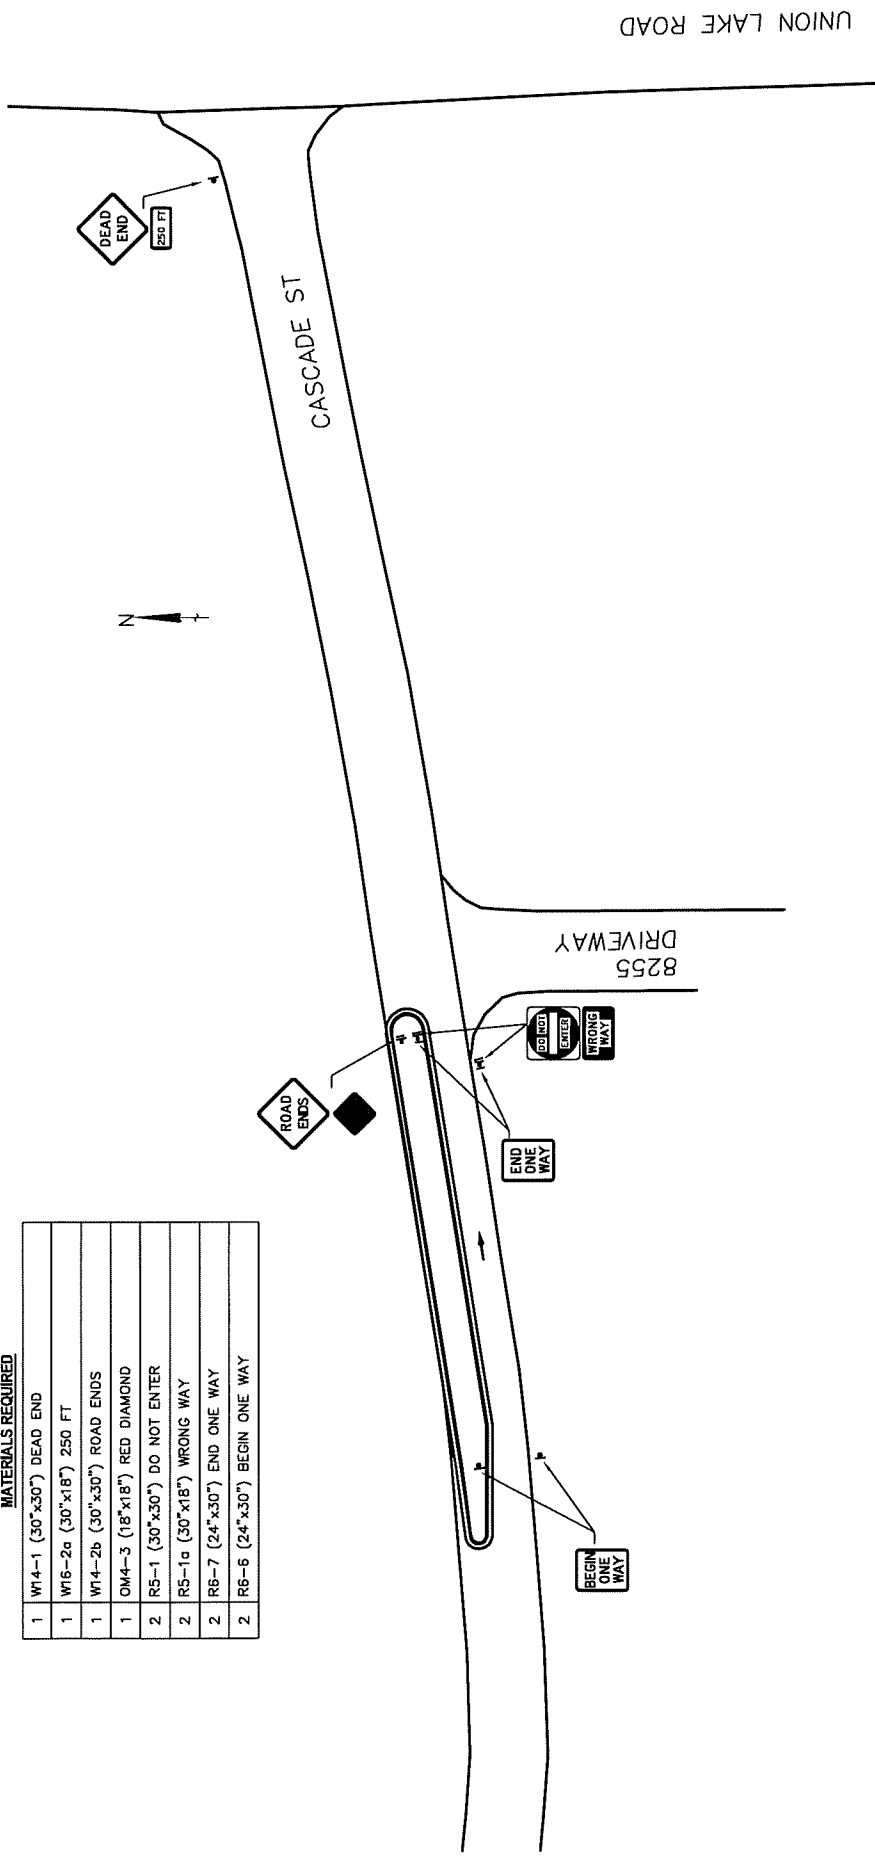 MATERIALS REQUIRED
1 W14-1 (30"x30") DEAD END
1 W16-2a (30"x18") 250 FT
1 W14-2b (30"x30") ROAD ENDS
1 OM4-3 (18"x18") RED DIAMOND
2 R5-1 (30"x30") DO NOT ENTER
2 R5-1a (30"x18") WRONG WAY
2 R6-7 (24"x30") END ONE WAY
2 R6-6 (24"x30") BEGIN ONE WAY
BEGIN
ONE
WAY
ROAD
ENDS
END
ONE
WAY
DO NOT
ENTER
WRONG
WAY
8255
DRIVEWAY
N
CASCADE ST
DEAD
END
250 FT
UNION LAKE ROAD